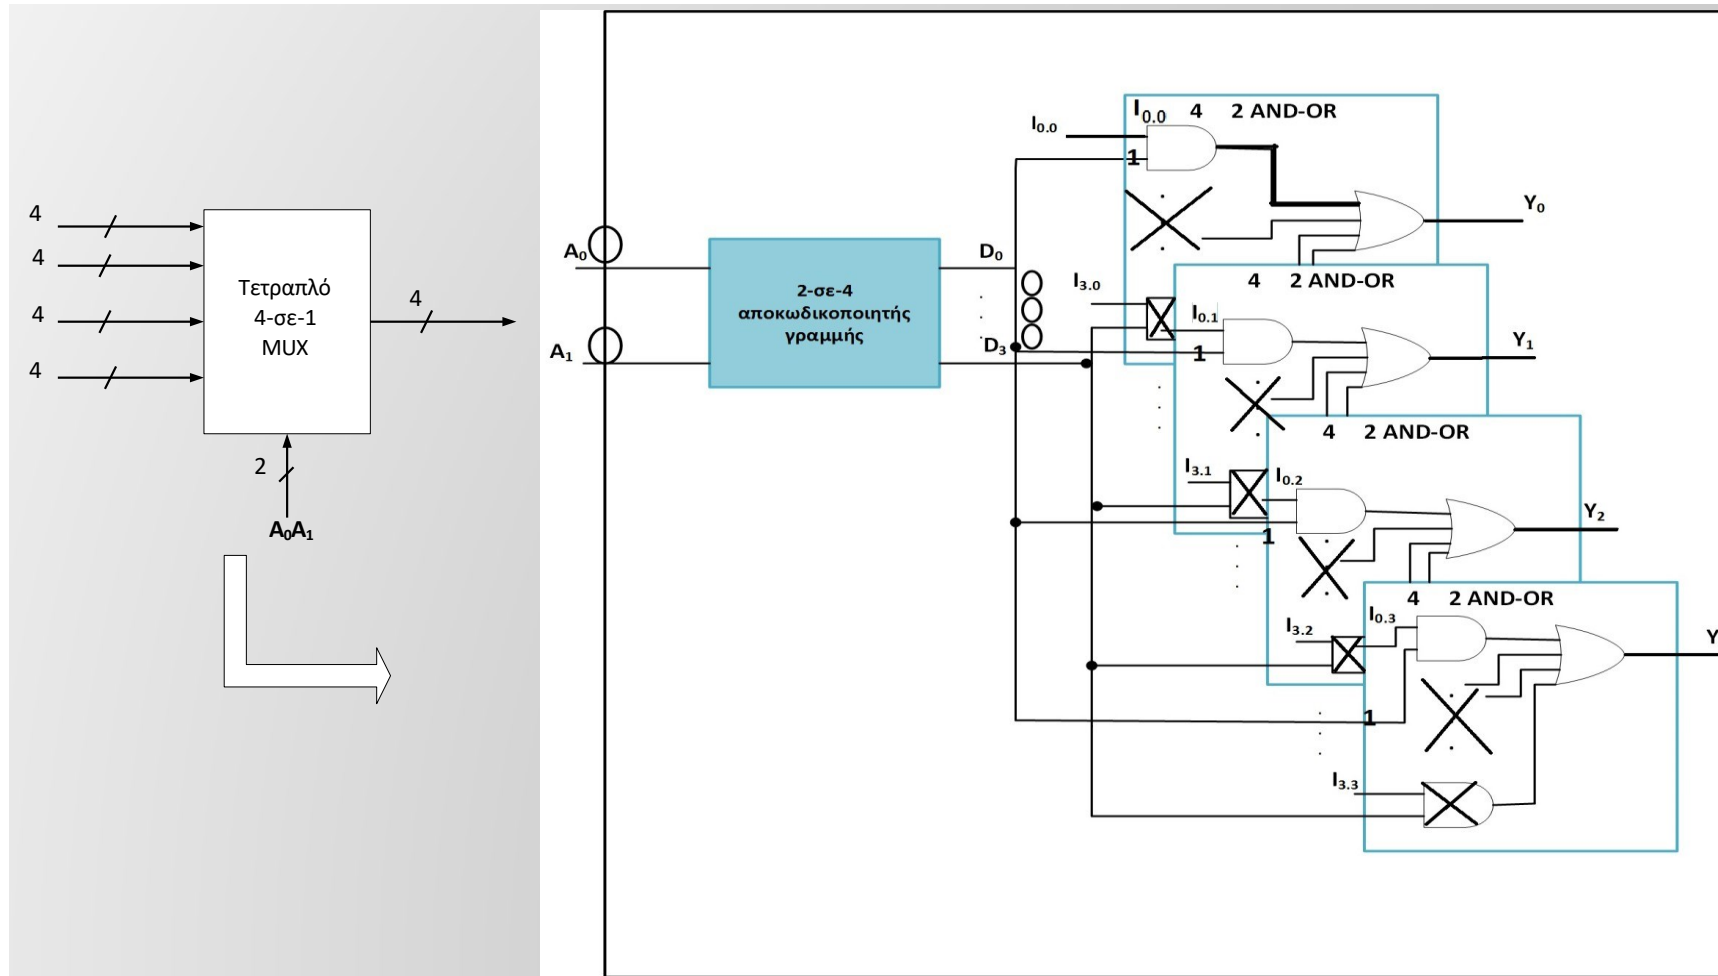 4
4
4
4
Τετραπλό
4-σε-1
MUX
4
2
A₀A₁
A₀
A₁
2-σε-4
αποκωδικοποιητής
γραμμής
D₀
D₃
I₀.₀
I₀.₀ 4 2 AND-OR
1
Y₀
4 2 AND-OR
I₃.₀
I₀.₁
1
Y₁
4 2 AND-OR
I₃.₁
I₀.₂
1
Y₂
4 2 AND-OR
I₃.₂
I₀.₃
1
Y
I₃.₃